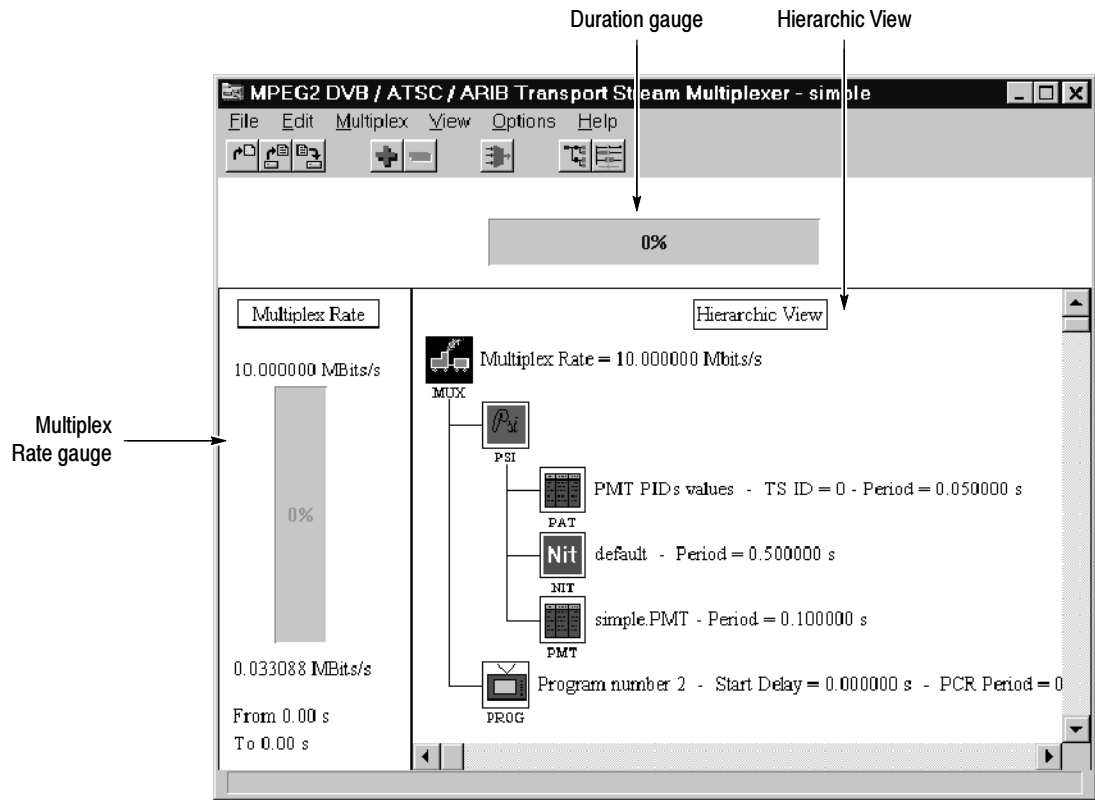 Duration gauge
Hierarchic View
MPEG2 DVB / ATSC / ARIB Transport Stream Multiplexer - simple
File Edit Multiplex View Options Help
0%
Multiplex Rate
Hierarchic View
10.000000 MBits/s
Multiplex Rate = 10.000000 Mbits/s
MUX
Psi
PSI
Multiplex
Rate gauge
0%
PMT PIDs values - TS ID = 0 - Period = 0.050000 s
PAT
Nit
default - Period = 0.500000 s
NIT
simple.PMT - Period = 0.100000 s
PMT
0.033088 MBits/s
Program number 2 - Start Delay = 0.000000 s - PCR Period = 0
PROG
From 0.00 s
To 0.00 s